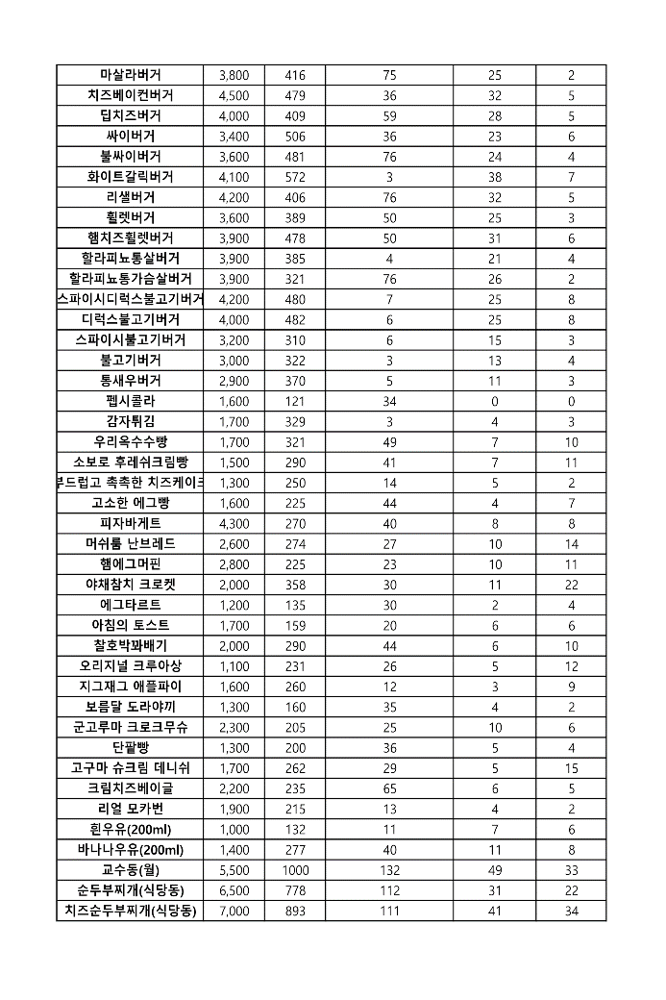 마살라버거 3,800 416 75 25 2
치즈베이컨버거 4,500 479 36 32 5
딥치즈버거 4,000 409 59 28 5
싸이버거 3,400 506 36 23 6
불싸이버거 3,600 481 76 24 4
화이트갈릭버거 4,100 572 3 38 7
리샐버거 4,200 406 76 32 5
휠렛버거 3,600 389 50 25 3
햄치즈휠렛버거 3,900 478 50 31 6
할라피뇨통살버거 3,900 385 4 21 4
할라피뇨통가슴살버거 3,900 321 76 26 2
스파이시디럭스불고기버거 4,200 480 7 25 8
디럭스불고기버거 4,000 482 6 25 8
스파이시불고기버거 3,200 310 6 15 3
불고기버거 3,000 322 3 13 4
통새우버거 2,900 370 5 11 3
펩시콜라 1,600 121 34 0 0
감자튀김 1,700 329 3 4 3
우리옥수수빵 1,700 321 49 7 10
소보로 후레쉬크림빵 1,500 290 41 7 11
부드럽고 촉촉한 치즈케이크 1,300 250 14 5 2
고소한 에그빵 1,600 225 44 4 7
피자바게트 4,300 270 40 8 8
머쉬룸 난브레드 2,600 274 27 10 14
햄에그머핀 2,800 225 23 10 11
야채참치 크로켓 2,000 358 30 11 22
에그타르트 1,200 135 30 2 4
아침의 토스트 1,700 159 20 6 6
찰호박꽈배기 2,000 290 44 6 10
오리지널 크루아상 1,100 231 26 5 12
지그재그 애플파이 1,600 260 12 3 9
보름달 도라야끼 1,300 160 35 4 2
군고루마 크로크무슈 2,300 205 25 10 6
단팥빵 1,300 200 36 5 4
고구마 슈크림 데니쉬 1,700 262 29 5 15
크림치즈베이글 2,200 235 65 6 5
리얼 모카번 1,900 215 13 4 2
흰우유(200ml) 1,000 132 11 7 6
바나나우유(200ml) 1,400 277 40 11 8
교수동(월) 5,500 1000 132 49 33
순두부찌개(식당동) 6,500 778 112 31 22
치즈순두부찌개(식당동) 7,000 893 111 41 34